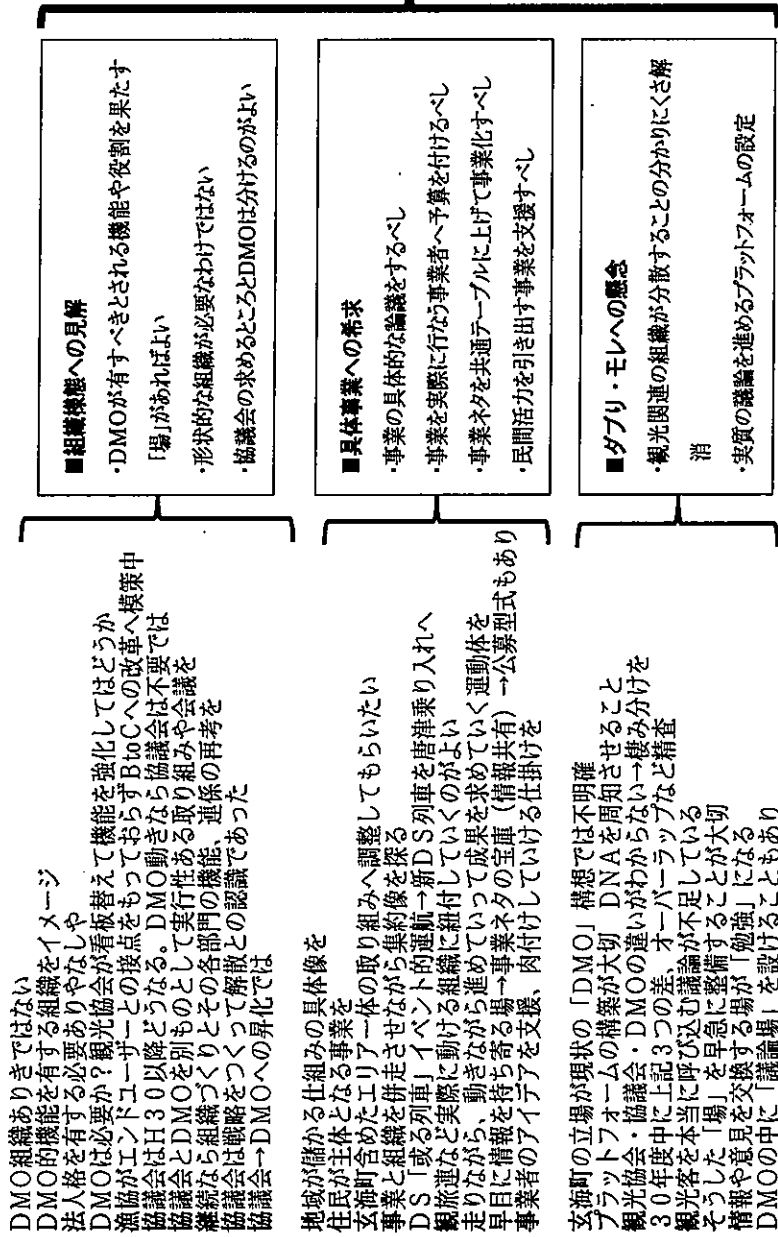 DMO組織ありきではない
DMO的機能を有する組織をイメージ
法人格を有する必要ありやなしや
DMOは必要か？観光協会が看板替えて機能を強化してはどうか
漁協がエンドユーザーとの接点をもっておらずBtoCへの改革へ模索中
協議会はH30以降どうなる。DMO動きなら協議会は不要では
協議会とDMOを別ものとして実行性ある取り組みや会議を
継続なら組織づくりとその各部門の機能、連係の再考を
協議会は戦略をつくって解散との認識であった
協議会→DMOへの昇化では
■組織様態への見解
・DMOが有すべきとされる機能や役割を果たす
「場」があればよい
・形状的な組織が必要なわけではない
・協議会の求めるところとDMOは分けるのがよい
地域が儲かる仕組みの具体像を
住民が主体となる事業を
玄海町含めたエリア一体の取り組みへ調整してもらいたい
事業と組織を併走させながら集約像を探る
DS「或る列車」イベント的運航→新DS列車を唐津乗り入れへ
観旅連など実際に動ける組織に紐付していくのがよい
走りながら、動きながら進めていって成果を求めていく運動体を
早目に情報を持ち寄る場→事業ネタの宝庫（情報共有）→公募型式もあり
事業者のアイデアを支援、肉付けしていける仕掛けを
■具体事業への希求
・事業の具体的な論議をするべし
・事業を実際に行なう事業者へ予算を付けるべし
・事業ネタを共通テーブルに上げて事業化すべし
・民間活力を引き出す事業を支援すべし
玄海町の立場が現状の「DMO」構想では不明確
プラットフォームの構築が大切　DNAを周知させること
観光協会・協議会・DMOの違いがわからない→棲み分けを
３０年度中に上記３つの差、オーバーラップなど精査
観光客を本当に呼び込む議論が不足している
そうした「場」を早急に整備することが大切
情報や意見を交換する場が「勉強」になる
DMOの中に「議論場」を設けることもあり
■ダブリ・モレへの懸念
・観光関連の組織が分散することの分かりにくさ解
消
・実質の議論を進めるプラットフォームの設定